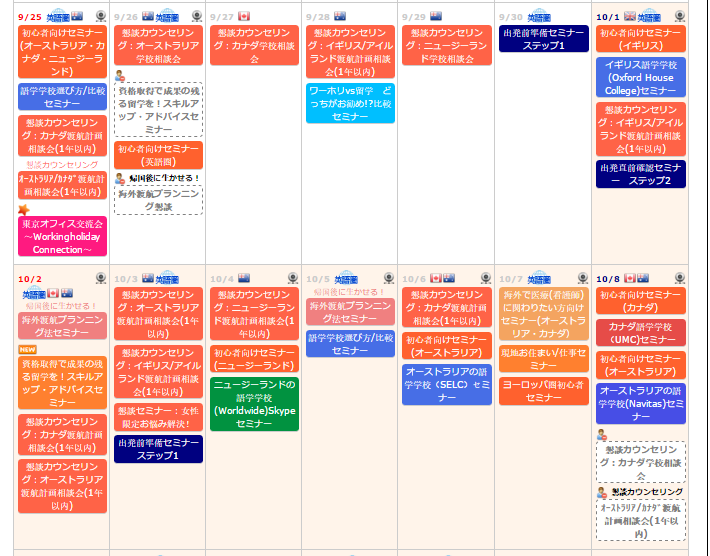 9/25 英語圏
初心者向けセミナー
(オーストラリア・カ
ナダ・ニュージーラ
ンド)
語学学校選び方/比較
セミナー
懇談カウンセリン
グ：カナダ渡航計画
相談会(1年以内)
懇談カウンセリング
オーストラリア/カナダ渡航計
画相談会(1年以内)
東京オフィス交流会
～Workingholiday
Connection～
9/26 英語圏
懇談カウンセリン
グ：オーストラリア
学校相談会
資格取得で成果の残
る留学を！スキルア
ップ・アドバイスセ
ミナー
初心者向けセミナー
(英語圏)
帰国後に生かせる！
海外渡航プランニン
グ懇談
9/27
懇談カウンセリン
グ：カナダ学校相談
会
9/28
懇談カウンセリン
グ：イギリス/アイル
ランド渡航計画相談
会(1年以内)
ワーホリvs留学　ど
っちがお勧め!?比較
セミナー
9/29
懇談カウンセリン
グ：ニュージーラン
ド学校相談会
9/30 英語圏
出発前準備セミナー
ステップ1
10/1 英語圏
初心者向けセミナー
(イギリス)
イギリス語学学校
(Oxford House
College)セミナー
懇談カウンセリン
グ：イギリス/アイル
ランド渡航計画相談
会(1年以内)
出発直前確認セミナ
ー　ステップ2
10/2
英語圏
帰国後に生かせる！
海外渡航プランニン
グ法セミナー
NEW
資格取得で成果の残
る留学を！スキルア
ップ・アドバイスセ
ミナー
懇談カウンセリン
グ：カナダ渡航計画
相談会(1年以内)
懇談カウンセリン
グ：オーストラリア
渡航計画相談会(1年
以内)
10/3 英語圏
懇談カウンセリン
グ：オーストラリア
渡航計画相談会(1年
以内)
懇談カウンセリン
グ：イギリス/アイル
ランド渡航計画相談
会(1年以内)
懇談セミナー：女性
限定お悩み解決！
出発前準備セミナー
ステップ1
10/4
懇談カウンセリン
グ：ニュージーラン
ド渡航計画相談会(1
年以内)
初心者向けセミナー
(ニュージーランド)
ニュージーランドの
語学学校
(Worldwide)Skype
セミナー
10/5 英語圏
帰国後に生かせる！
海外渡航プランニン
グ法セミナー
語学学校選び方/比較
セミナー
10/6
懇談カウンセリン
グ：カナダ渡航計画
相談会(1年以内)
初心者向けセミナー
(オーストラリア)
オーストラリアの語
学学校（SELC）セミ
ナー
10/7 英語圏
海外で医療(看護師)
に関わりたい方向け
セミナー(オースト
ラリア・カナダ)
現地お住まい/仕事セ
ミナー
ヨーロッパ圏初心者
セミナー
10/8
初心者向けセミナー
(カナダ)
カナダ語学学校
（UMC)セミナー
初心者向けセミナー
(オーストラリア)
オーストラリアの語
学学校(Navitas)セミ
ナー
懇談カウンセリン
グ：カナダ学校相談
会
懇談カウンセリング
オーストラリア/カナダ渡航
計画相談会(1年以
内)